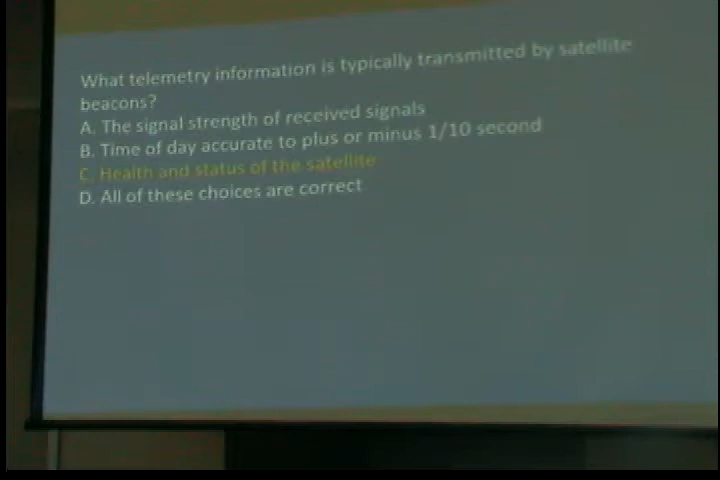 What telemetry information is typically transmitted by satellite
beacons?
A. The signal strength of received signals
B. Time of day accurate to plus or minus 1/10 second
C. Health and status of the satellite
D. All of these choices are correct